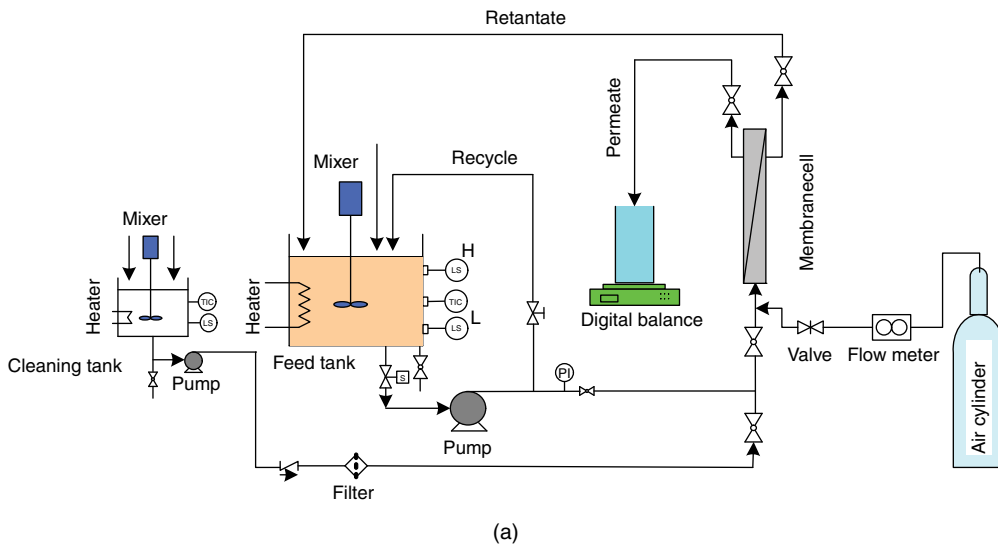 Retantate
Permeate
Mixer
Recycle
Membranecell
Mixer
H
LS
Heater
TIC
LS
Heater
TIC
L
LS
Digital balance
Valve
Flow meter
Air cylinder
Cleaning tank
Pump
Feed tank
S
PI
Pump
Filter
(a)